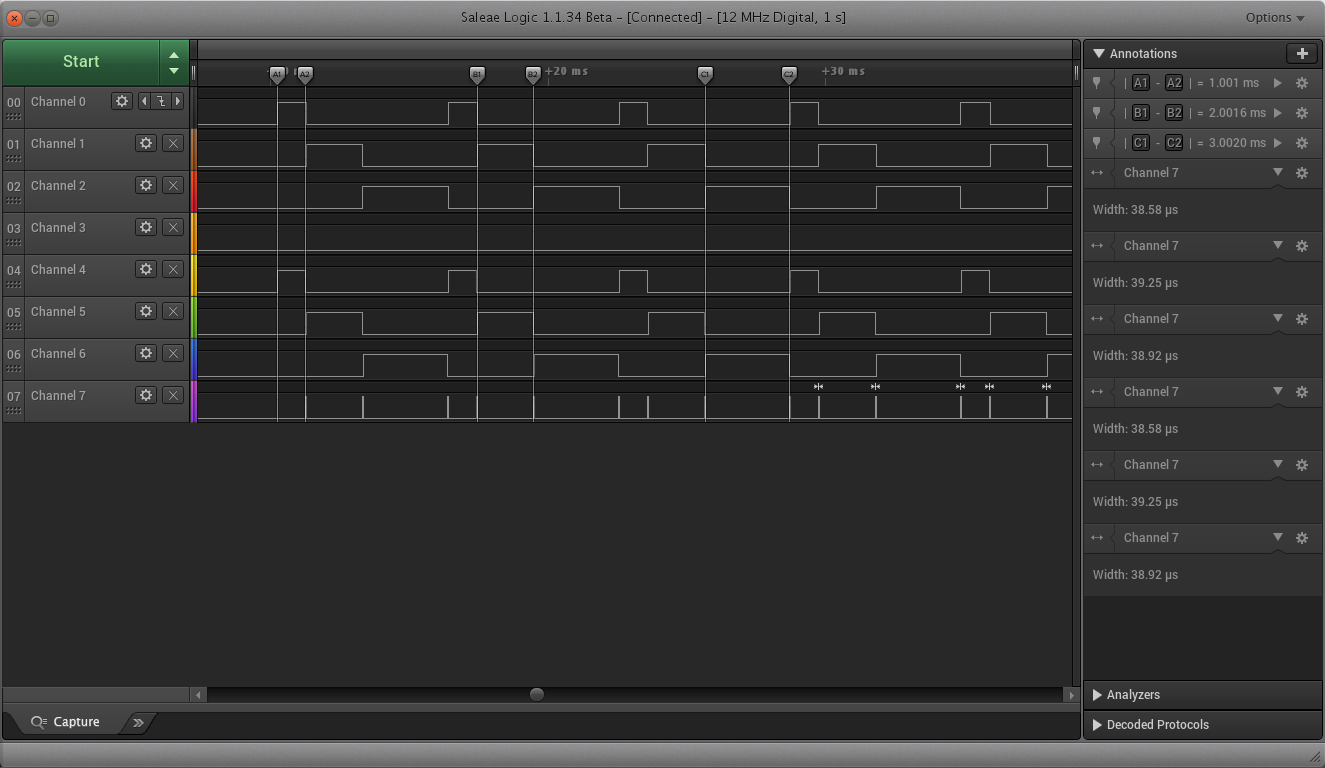 Saleae Logic 1.1.34 Beta - [Connected] - [12 MHz Digital, 1 s]
Options
Start
A1 A2 B1 B2 +20 ms C1 C2 +30 ms
00 Channel 0
01 Channel 1
02 Channel 2
03 Channel 3
04 Channel 4
05 Channel 5
06 Channel 6
07 Channel 7
Capture
Annotations
| A1 - A2 | = 1.001 ms
| B1 - B2 | = 2.0016 ms
| C1 - C2 | = 3.0020 ms
Channel 7
Width: 38.58 µs
Channel 7
Width: 39.25 µs
Channel 7
Width: 38.92 µs
Channel 7
Width: 38.58 µs
Channel 7
Width: 39.25 µs
Channel 7
Width: 38.92 µs
Analyzers
Decoded Protocols